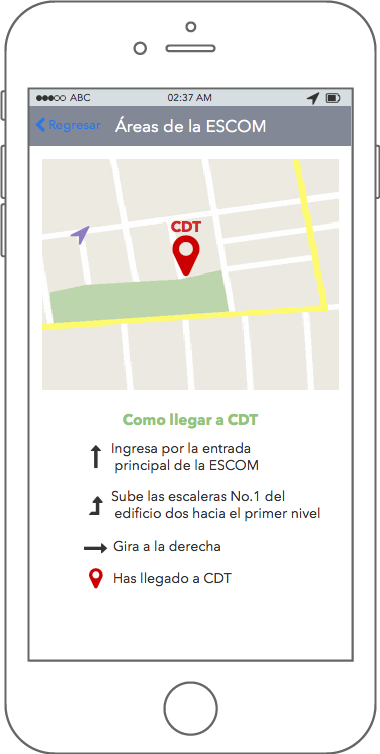 ABC 02:37 AM
Regresar Áreas de la ESCOM
CDT
Como llegar a CDT
Ingresa por la entrada
principal de la ESCOM
Sube las escaleras No.1 del
edificio dos hacia el primer nivel
Gira a la derecha
Has llegado a CDT